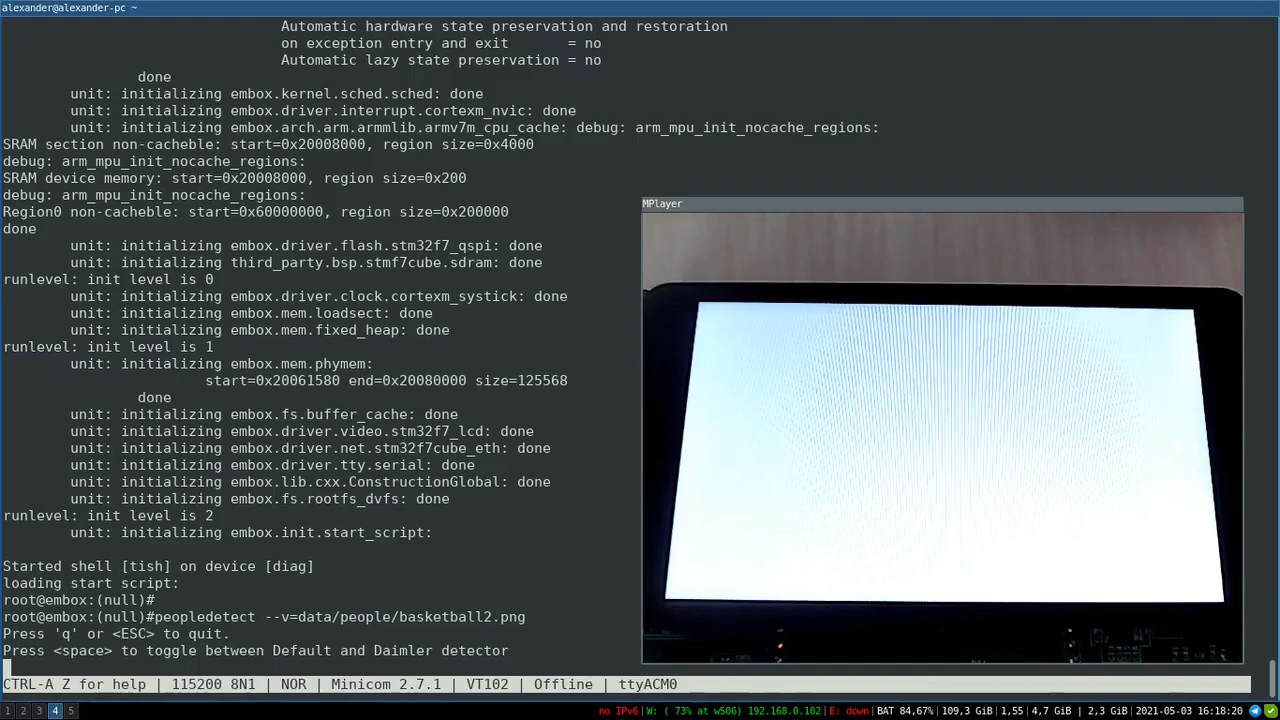 alexander@alexander-pc ~
Automatic hardware state preservation and restoration
on exception entry and exit = no
Automatic lazy state preservation = no
done
unit: initializing embox.kernel.sched.sched: done
unit: initializing embox.driver.interrupt.cortexm_nvic: done
unit: initializing embox.arch.arm.armmlib.armv7m_cpu_cache: debug: arm_mpu_init_nocache_regions:
SRAM section non-cacheble: start=0x20008000, region size=0x4000
debug: arm_mpu_init_nocache_regions:
SRAM device memory: start=0x20008000, region size=0x200
debug: arm_mpu_init_nocache_regions:
Region0 non-cacheble: start=0x60000000, region size=0x200000
done
unit: initializing embox.driver.flash.stm32f7_qspi: done
unit: initializing third_party.bsp.stmf7cube.sdram: done
runlevel: init level is 0
unit: initializing embox.driver.clock.cortexm_systick: done
unit: initializing embox.mem.loadsect: done
unit: initializing embox.mem.fixed_heap: done
runlevel: init level is 1
unit: initializing embox.mem.phymem:
start=0x20061580 end=0x20080000 size=125568
done
unit: initializing embox.fs.buffer_cache: done
unit: initializing embox.driver.video.stm32f7_lcd: done
unit: initializing embox.driver.net.stm32f7cube_eth: done
unit: initializing embox.driver.tty.serial: done
unit: initializing embox.lib.cxx.ConstructionGlobal: done
unit: initializing embox.fs.rootfs_dvfs: done
runlevel: init level is 2
unit: initializing embox.init.start_script:
Started shell [tish] on device [diag]
loading start script:
root@embox:(null)#
root@embox:(null)#peopledetect --v=data/people/basketball2.png
Press 'q' or <ESC> to quit.
Press <space> to toggle between Default and Daimler detector
MPlayer
CTRL-A Z for help | 115200 8N1 | NOR | Minicom 2.7.1 | VT102 | Offline | ttyACM0
1 2 3 4 5 no IPv6|W: ( 73% at w506) 192.168.0.102|E: down|BAT 84,67%|109,3 GiB|1,55|4,7 GiB | 2,3 GiB|2021-05-03 16:18:20